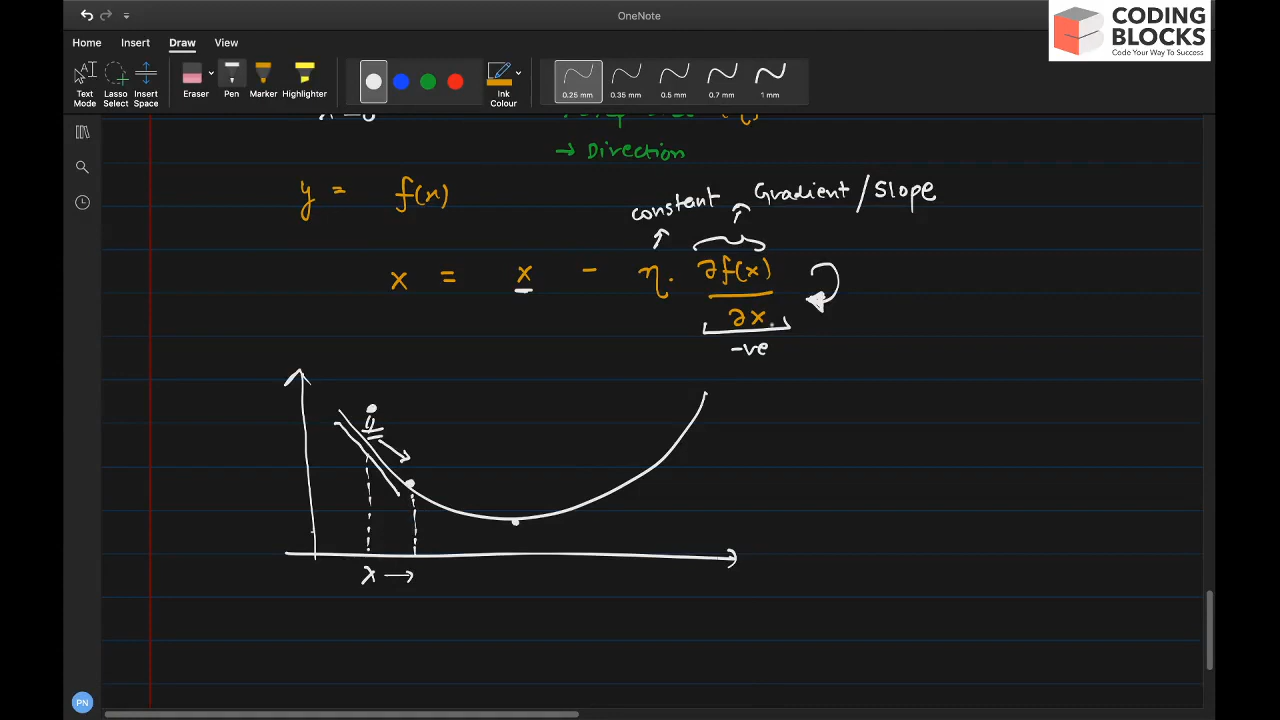 OneNote
CODING
BLOCKS
Code Your Way To Success
Home Insert Draw View
Text Mode Lasso Select Insert Space Eraser Pen Marker Highlighter Ink Colour 0.25 mm 0.35 mm 0.5 mm 0.7 mm 1 mm
→ Direction
y = f(x)
constant Gradient / Slope
x = x - η. ∂f(x)
∂x
-ve
x →
PN